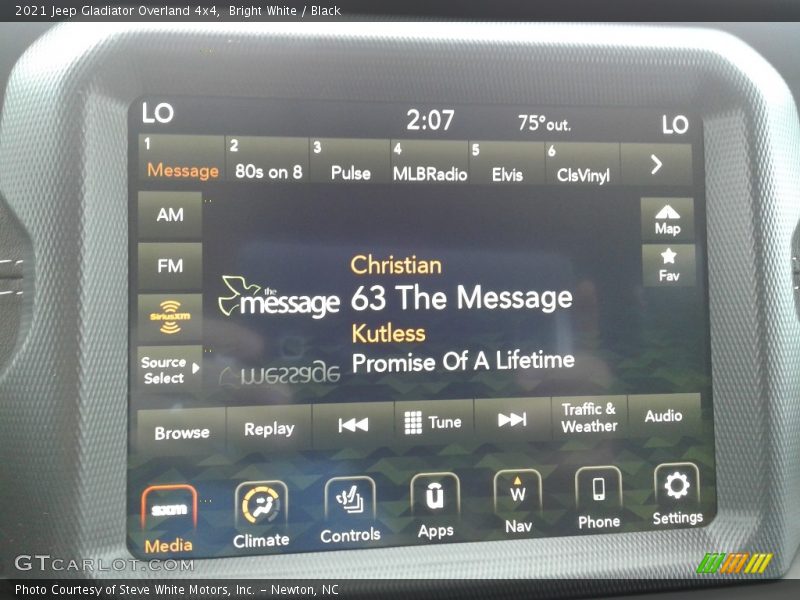 2021 Jeep Gladiator Overland 4x4, Bright White / Black
LO 2:07 75°out. LO
1 Message 2 80s on 8 3 Pulse 4 MLBRadio 5 Elvis 6 ClsVinyl
AM
FM
SiriusXM
Source Select
Map
Fav
the message
Christian
63 The Message
Kutless
Promise Of A Lifetime
message
Browse Replay Tune Traffic & Weather Audio
sxm W
Media Climate Controls Apps Nav Phone Settings
GTcarlot.com
Photo Courtesy of Steve White Motors, Inc. – Newton, NC